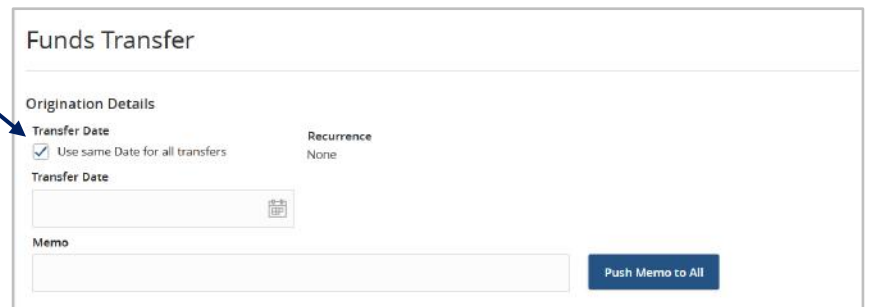 Funds Transfer
Origination Details
Transfer Date
Use same Date for all transfers
Recurrence
None
Transfer Date
Memo
Push Memo to All